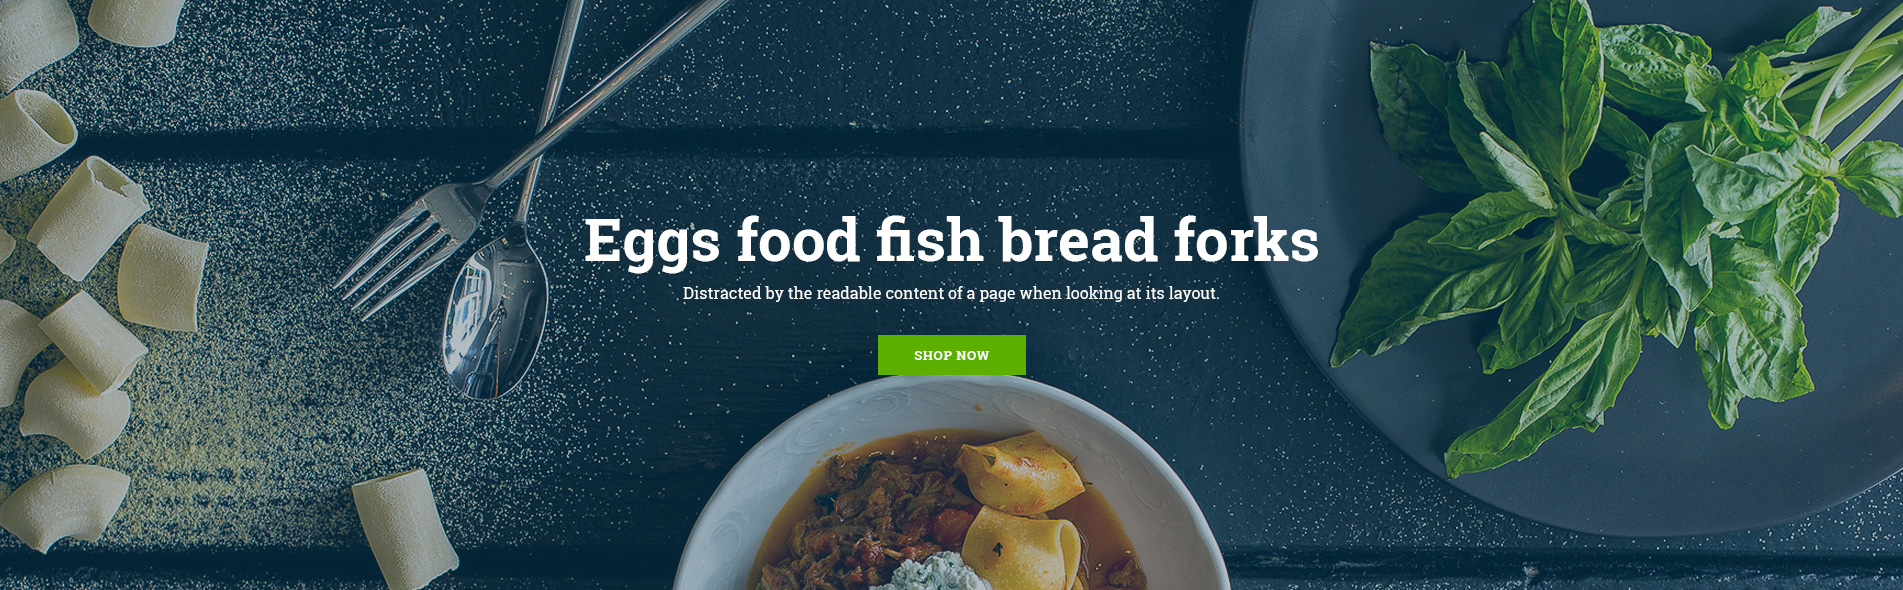 Eggs food fish bread forks
Distracted by the readable content of a page when looking at its layout.
SHOP NOW